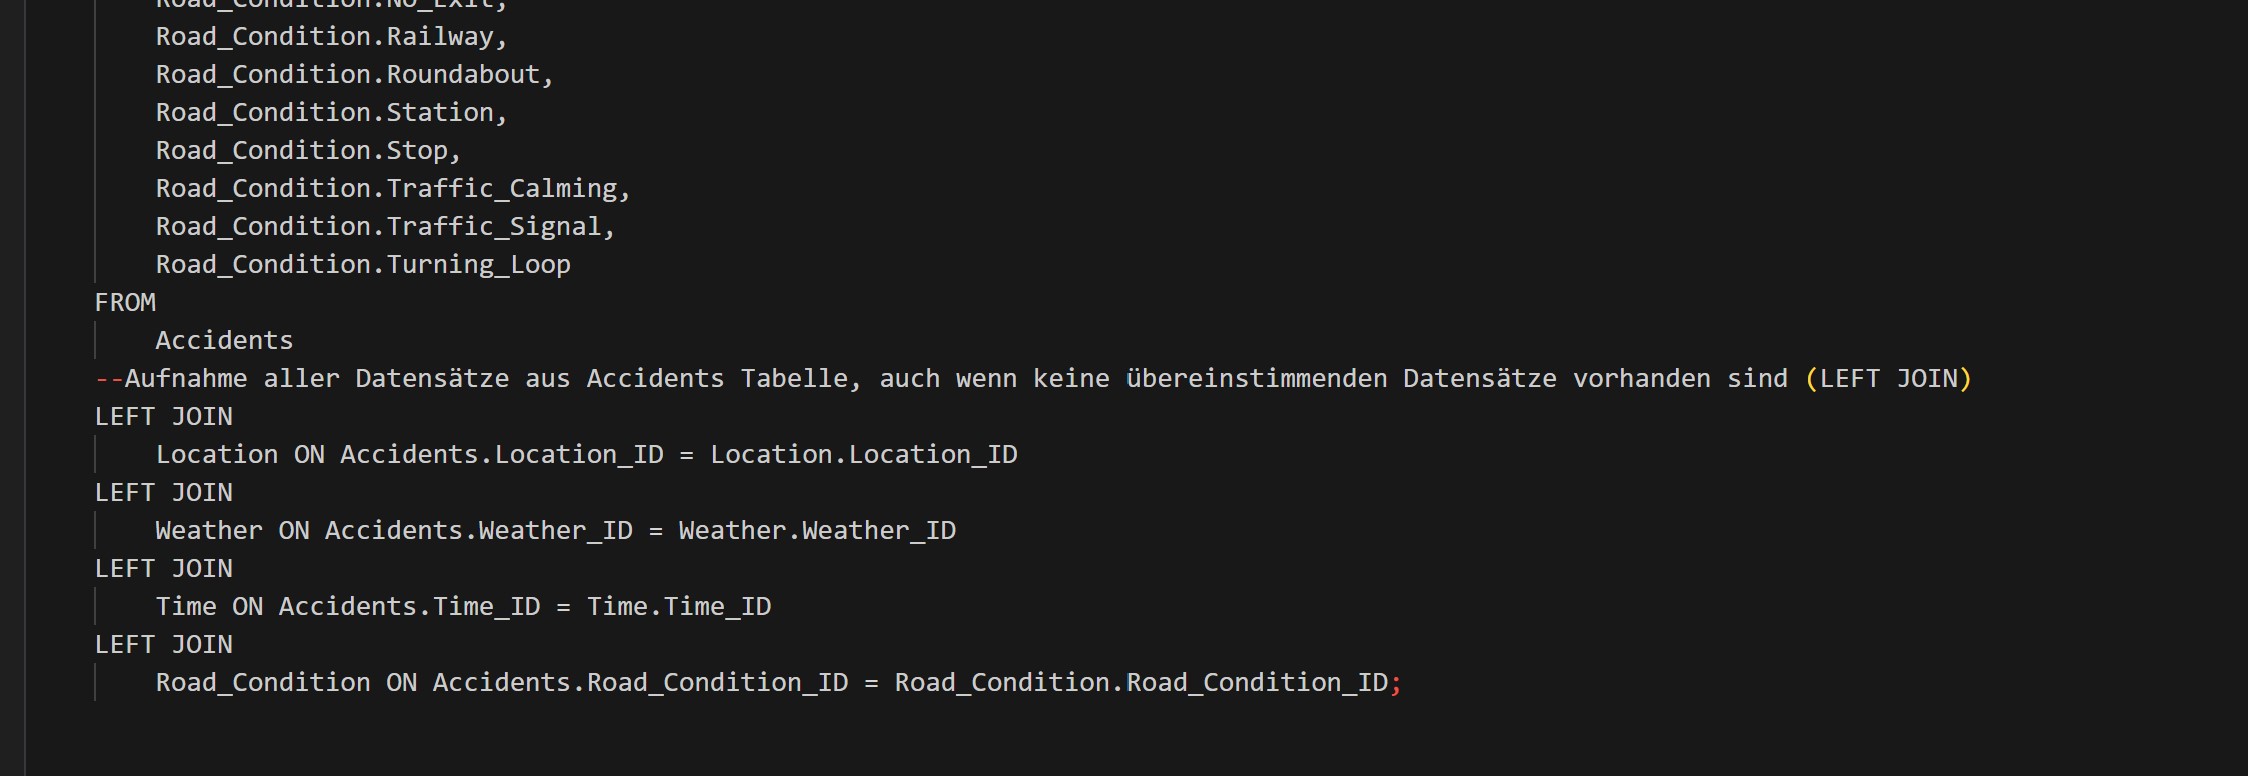 Road_Condition.No_Exit,
Road_Condition.Railway,
Road_Condition.Roundabout,
Road_Condition.Station,
Road_Condition.Stop,
Road_Condition.Traffic_Calming,
Road_Condition.Traffic_Signal,
Road_Condition.Turning_Loop
FROM
Accidents
--Aufnahme aller Datensätze aus Accidents Tabelle, auch wenn keine übereinstimmenden Datensätze vorhanden sind (LEFT JOIN)
LEFT JOIN
Location ON Accidents.Location_ID = Location.Location_ID
LEFT JOIN
Weather ON Accidents.Weather_ID = Weather.Weather_ID
LEFT JOIN
Time ON Accidents.Time_ID = Time.Time_ID
LEFT JOIN
Road_Condition ON Accidents.Road_Condition_ID = Road_Condition.Road_Condition_ID;